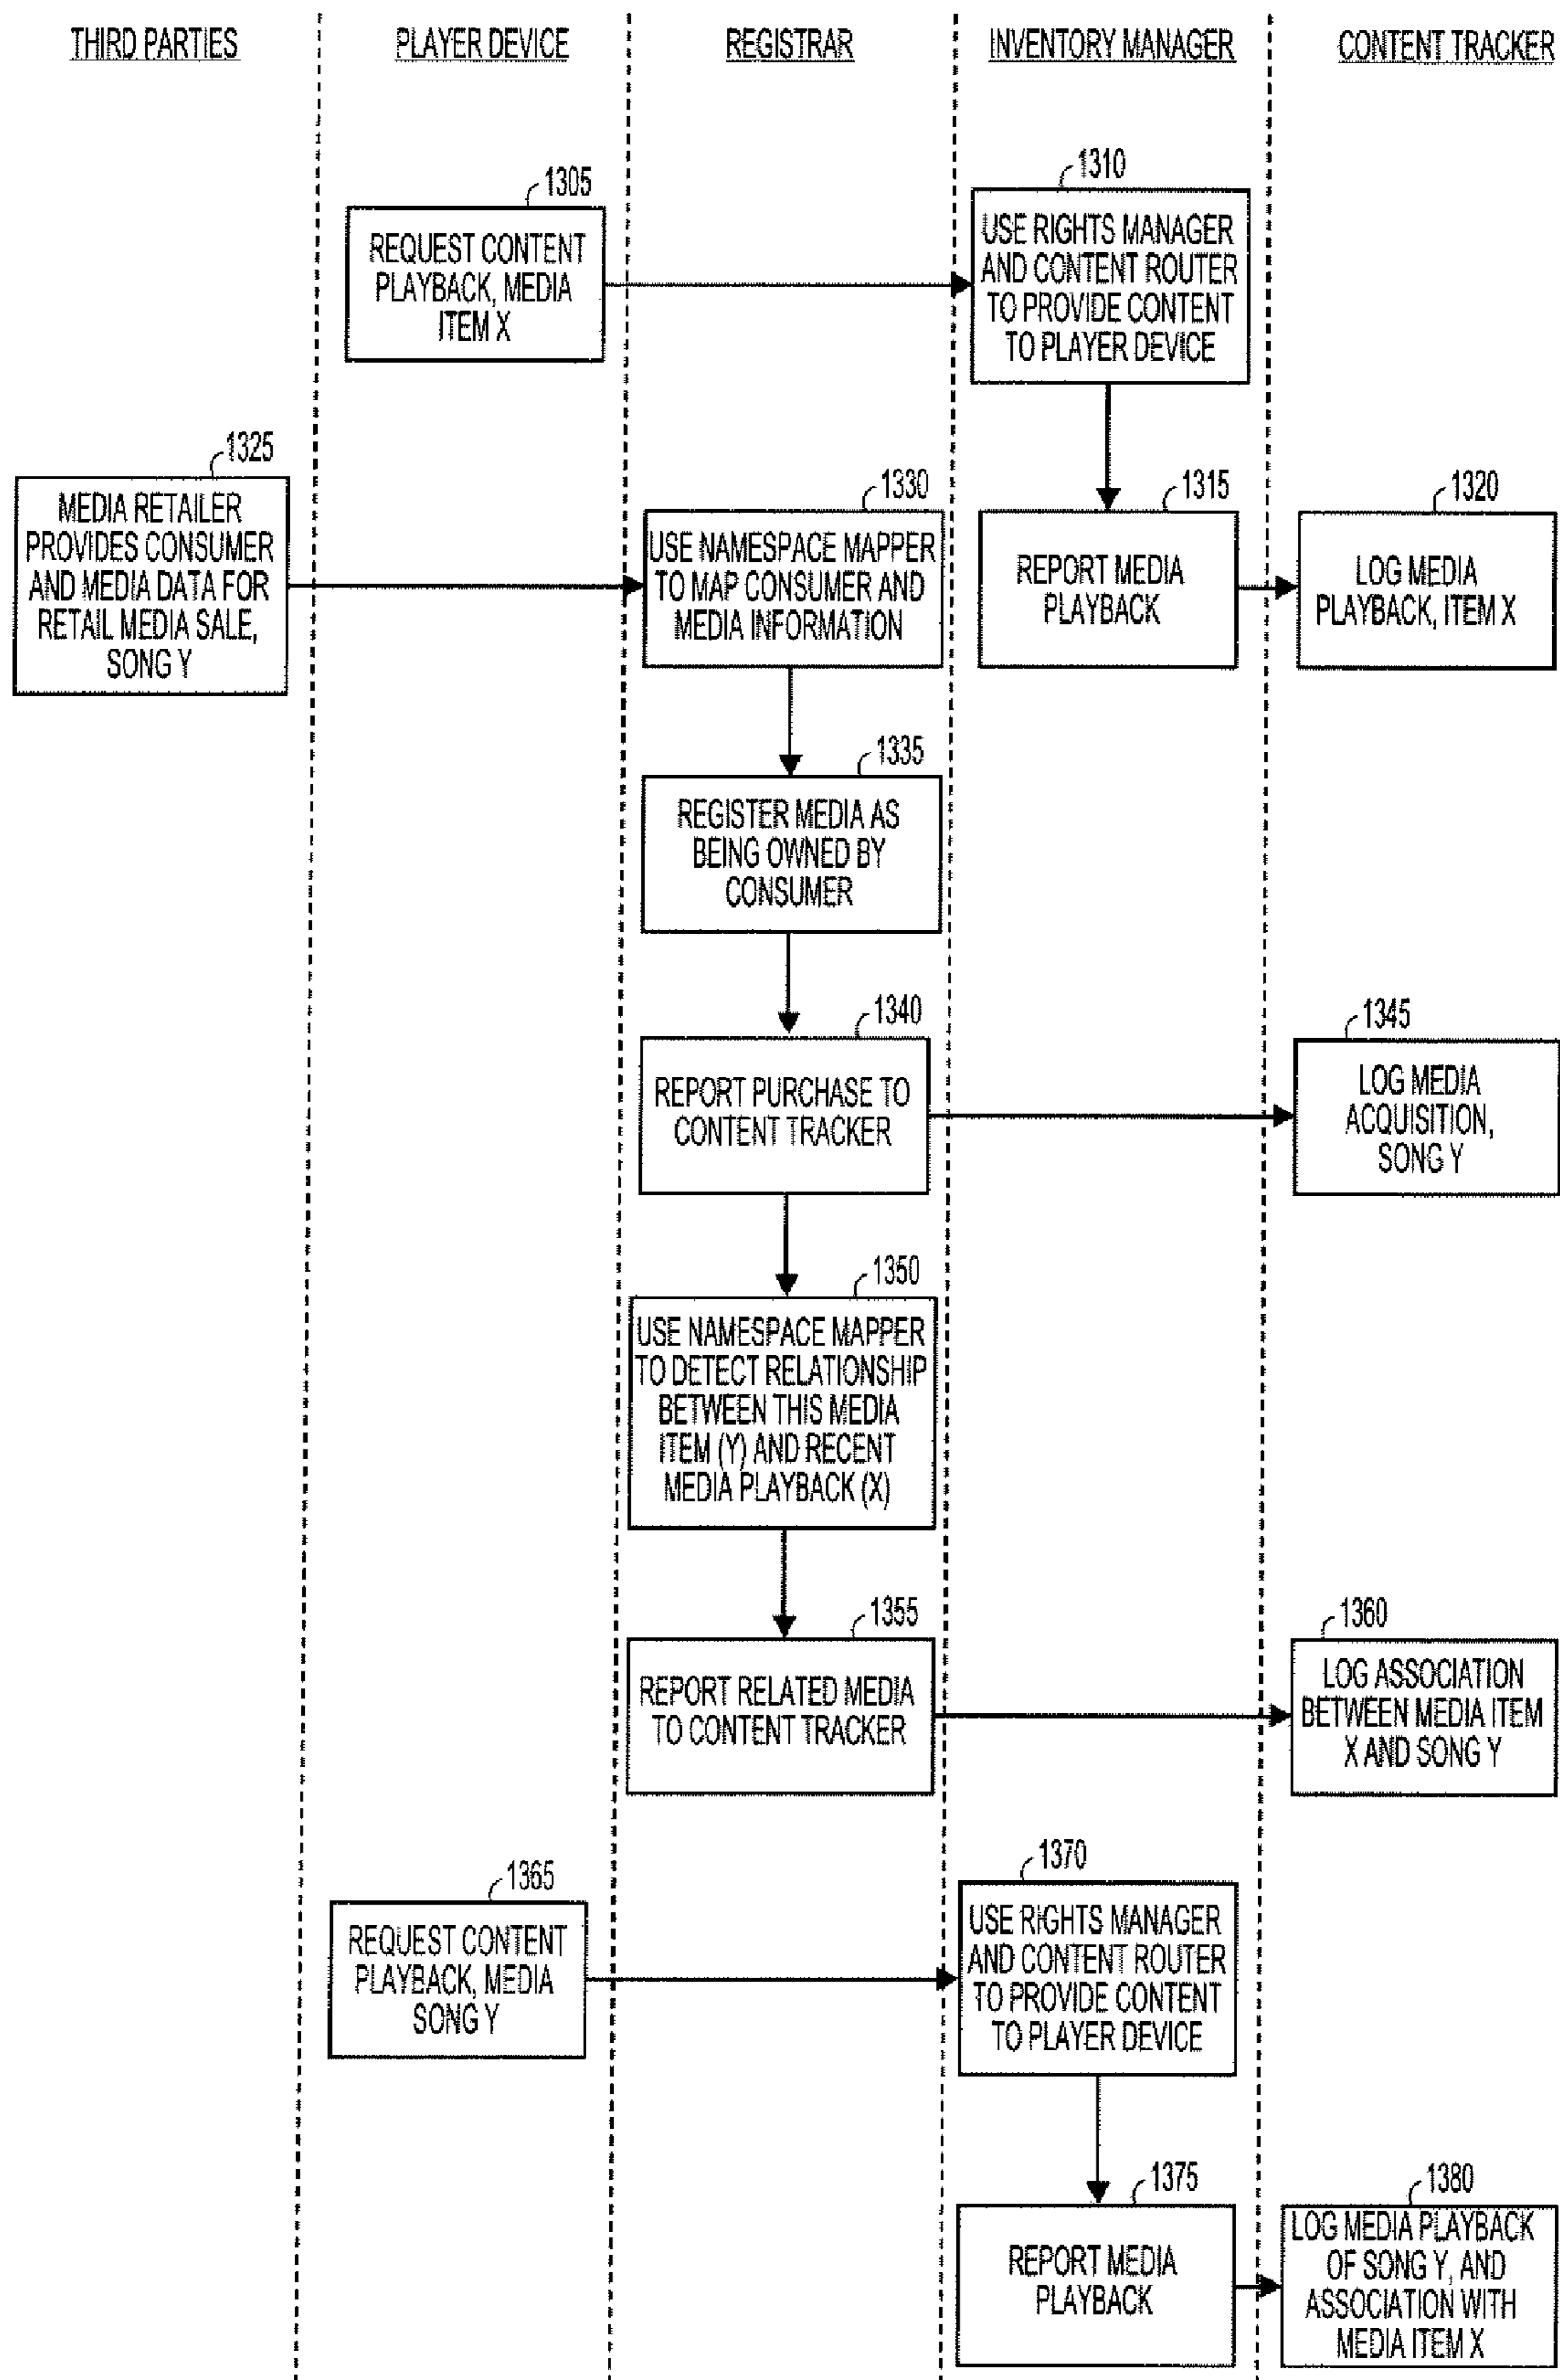 THIRD PARTIES
PLAYER DEVICE
REGISTRAR
INVENTORY MANAGER
CONTENT TRACKER
1305
REQUEST CONTENT
PLAYBACK, MEDIA
ITEM X
1310
USE RIGHTS MANAGER
AND CONTENT ROUTER
TO PROVIDE CONTENT
TO PLAYER DEVICE
1325
MEDIA RETAILER
PROVIDES CONSUMER
AND MEDIA DATA FOR
RETAIL MEDIA SALE,
SONG Y
1330
USE NAMESPACE MAPPER
TO MAP CONSUMER AND
MEDIA INFORMATION
1315
REPORT MEDIA
PLAYBACK
1320
LOG MEDIA
PLAYBACK, ITEM X
1335
REGISTER MEDIA AS
BEING OWNED BY
CONSUMER
1340
REPORT PURCHASE TO
CONTENT TRACKER
1345
LOG MEDIA
ACQUISITION,
SONG Y
1350
USE NAMESPACE MAPPER
TO DETECT RELATIONSHIP
BETWEEN THIS MEDIA
ITEM (Y) AND RECENT
MEDIA PLAYBACK (X)
1355
REPORT RELATED MEDIA
TO CONTENT TRACKER
1360
LOG ASSOCIATION
BETWEEN MEDIA ITEM
X AND SONG Y
1365
REQUEST CONTENT
PLAYBACK, MEDIA
SONG Y
1370
USE RIGHTS MANAGER
AND CONTENT ROUTER
TO PROVIDE CONTENT
TO PLAYER DEVICE
1375
REPORT MEDIA
PLAYBACK
1380
LOG MEDIA PLAYBACK
OF SONG Y, AND
ASSOCIATION WITH
MEDIA ITEM X